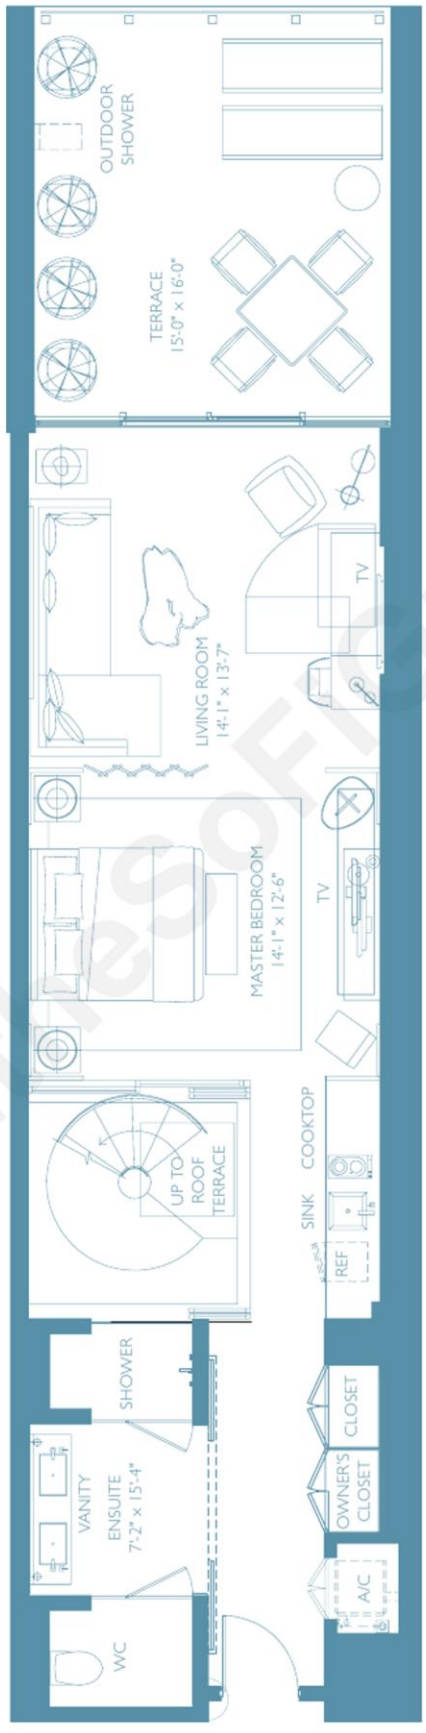 OUTDOOR
SHOWER
TERRACE
15'-0" x 16'-0"
TV
LIVING ROOM
14'-1" x 13'-7"
TV
MASTER BEDROOM
14'-1" x 12'-6"
UP TO
ROOF
TERRACE
SINK COOKTOP
REF
SHOWER
CLOSET
VANITY
ENSUITE
7'-2" x 15'-4"
OWNER'S
CLOSET
WC
A/C